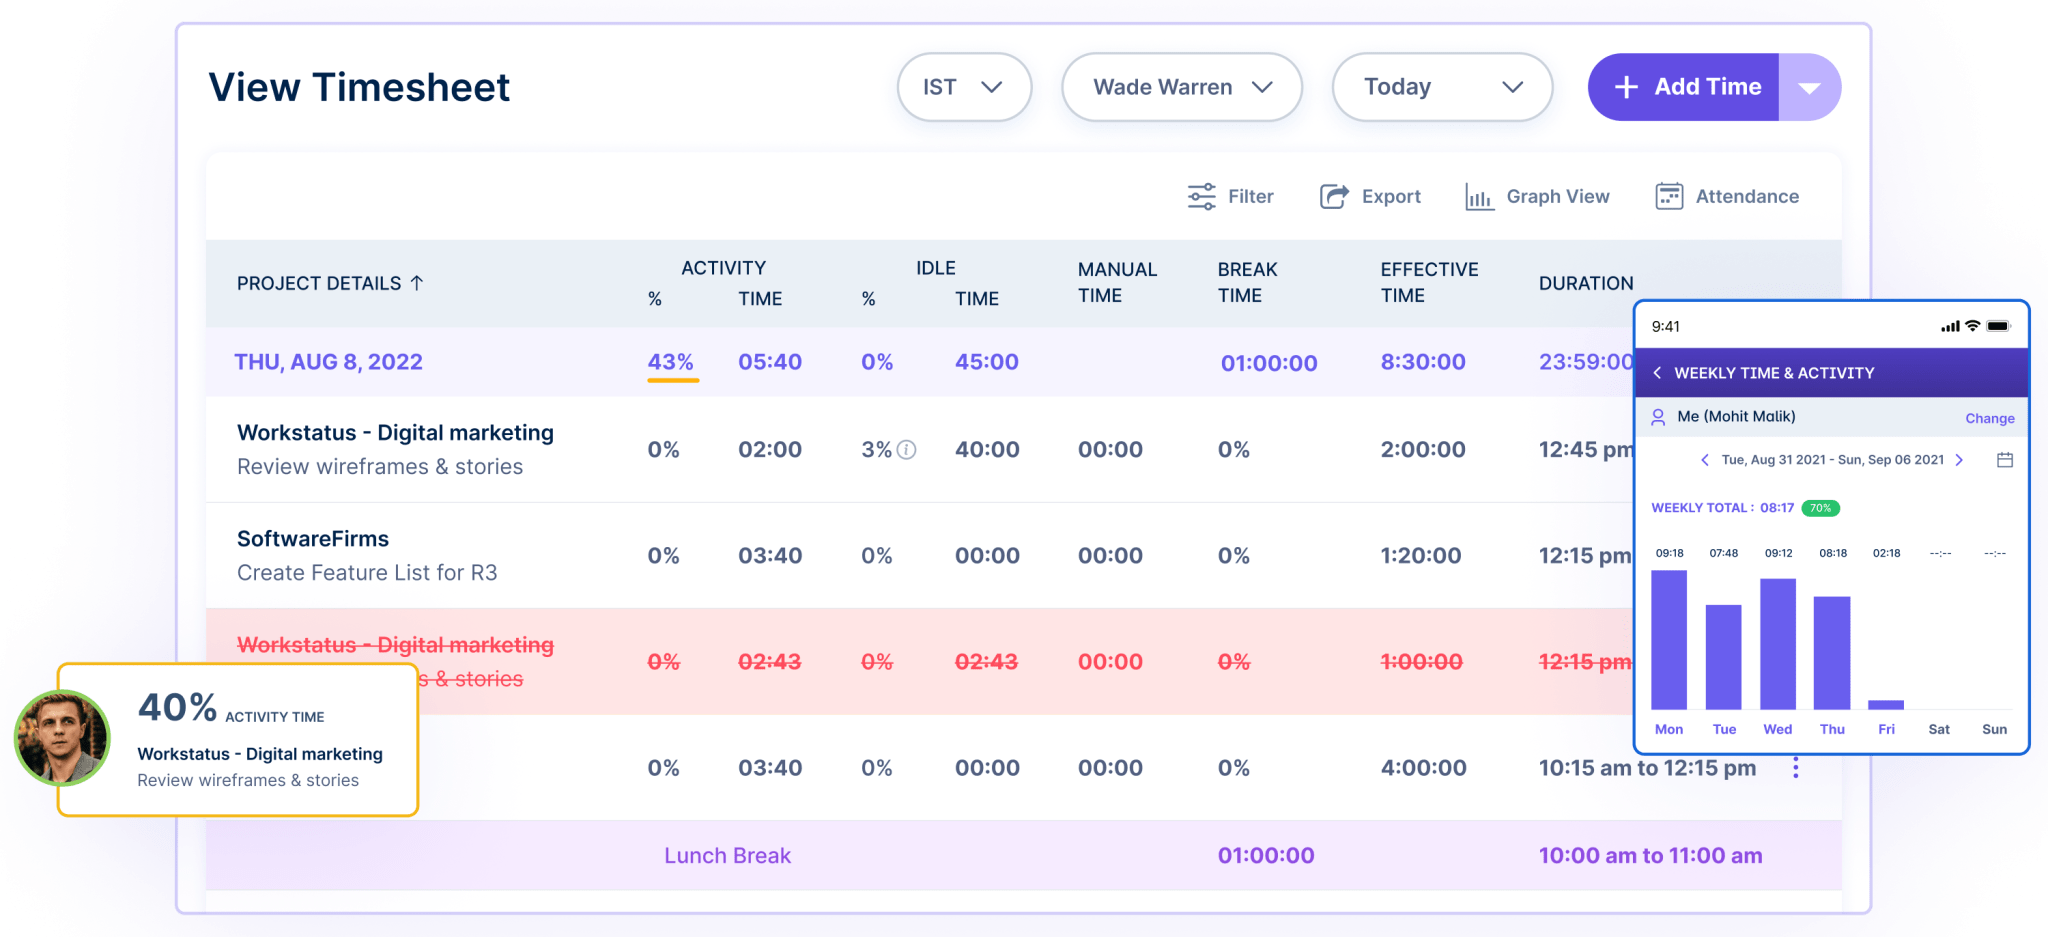 View Timesheet
IST
Wade Warren
Today
+ Add Time
Filter
Export
Graph View
Attendance
PROJECT DETAILS ↑
ACTIVITY
% TIME
IDLE
% TIME
MANUAL
TIME
BREAK
TIME
EFFECTIVE
TIME
DURATION
THU, AUG 8, 2022 43% 05:40 0% 45:00 01:00:00 8:30:00 23:59:00
Workstatus - Digital marketing
Review wireframes & stories
0% 02:00 3% 40:00 00:00 0% 2:00:00 12:45 pm
SoftwareFirms
Create Feature List for R3
0% 03:40 0% 00:00 00:00 0% 1:20:00 12:15 pm
Workstatus - Digital marketing
s & stories
0% 02:43 0% 02:43 00:00 0% 1:00:00 12:15 pm
0% 03:40 0% 00:00 00:00 0% 4:00:00 10:15 am to 12:15 pm
Lunch Break 01:00:00 10:00 am to 11:00 am
40% ACTIVITY TIME
Workstatus - Digital marketing
Review wireframes & stories
9:41
WEEKLY TIME & ACTIVITY
Me (Mohit Malik) Change
Tue, Aug 31 2021 - Sun, Sep 06 2021
WEEKLY TOTAL : 08:17 70%
09:18 07:48 09:12 08:18 02:18 --:-- --:--
Mon Tue Wed Thu Fri Sat Sun